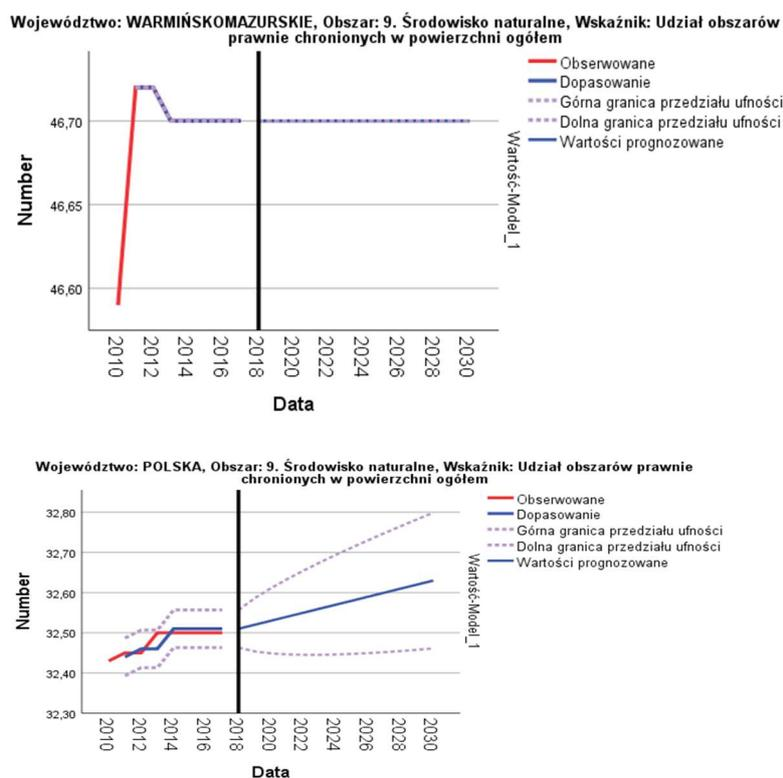 Województwo: WARMIŃSKOMAZURSKIE, Obszar: 9. Środowisko naturalne, Wskaźnik: Udział obszarów
prawnie chronionych w powierzchni ogółem
Obserwowane
Dopasowanie
Górna granica przedziału ufności
Dolna granica przedziału ufności
Wartości prognozowane
46,70
46,65
46,60
Number
Wartość-Model_1
2010 2012 2014 2016 2018 2020 2022 2024 2026 2028 2030
Data
Województwo: POLSKA, Obszar: 9. Środowisko naturalne, Wskaźnik: Udział obszarów prawnie
chronionych w powierzchni ogółem
Obserwowane
Dopasowanie
Górna granica przedziału ufności
Dolna granica przedziału ufności
Wartości prognozowane
32,80
32,70
32,60
32,50
32,40
32,30
Number
Wartość-Model_1
2010 2012 2014 2016 2018 2020 2022 2024 2026 2028 2030
Data